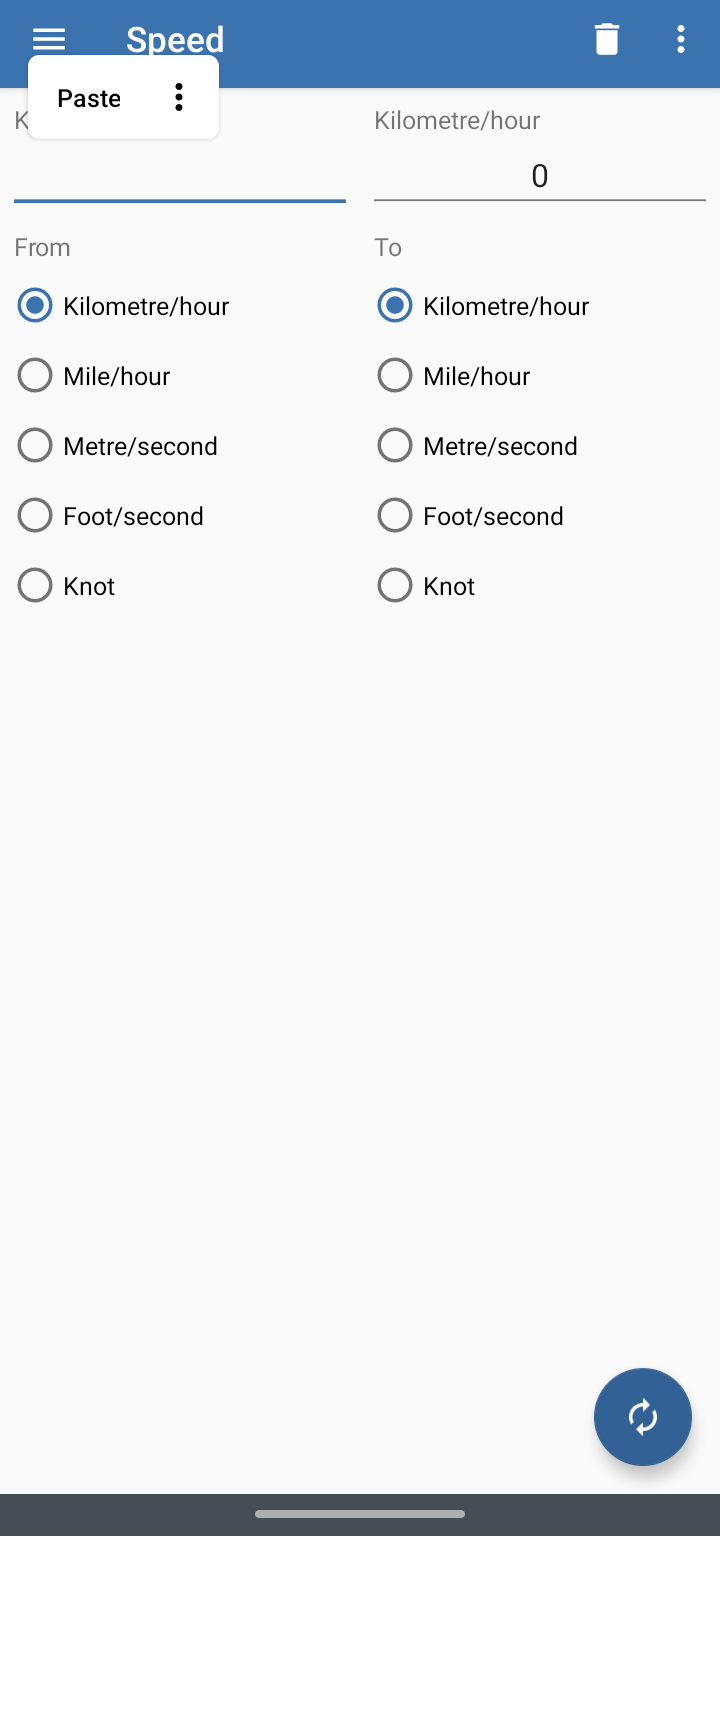 Speed
Paste
K
Kilometre/hour
0
From
To
Kilometre/hour
Kilometre/hour
Mile/hour
Mile/hour
Metre/second
Metre/second
Foot/second
Foot/second
Knot
Knot